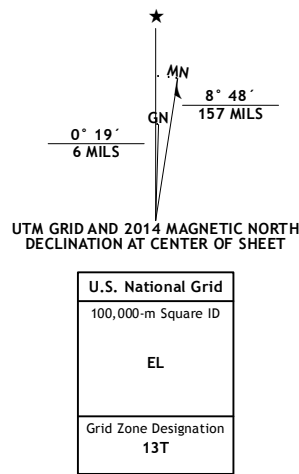 ★
MN
GN
8° 48´
157 MILS
0° 19´
6 MILS
UTM GRID AND 2014 MAGNETIC NORTH
DECLINATION AT CENTER OF SHEET
U.S. National Grid
100,000-m Square ID
EL
Grid Zone Designation
13T